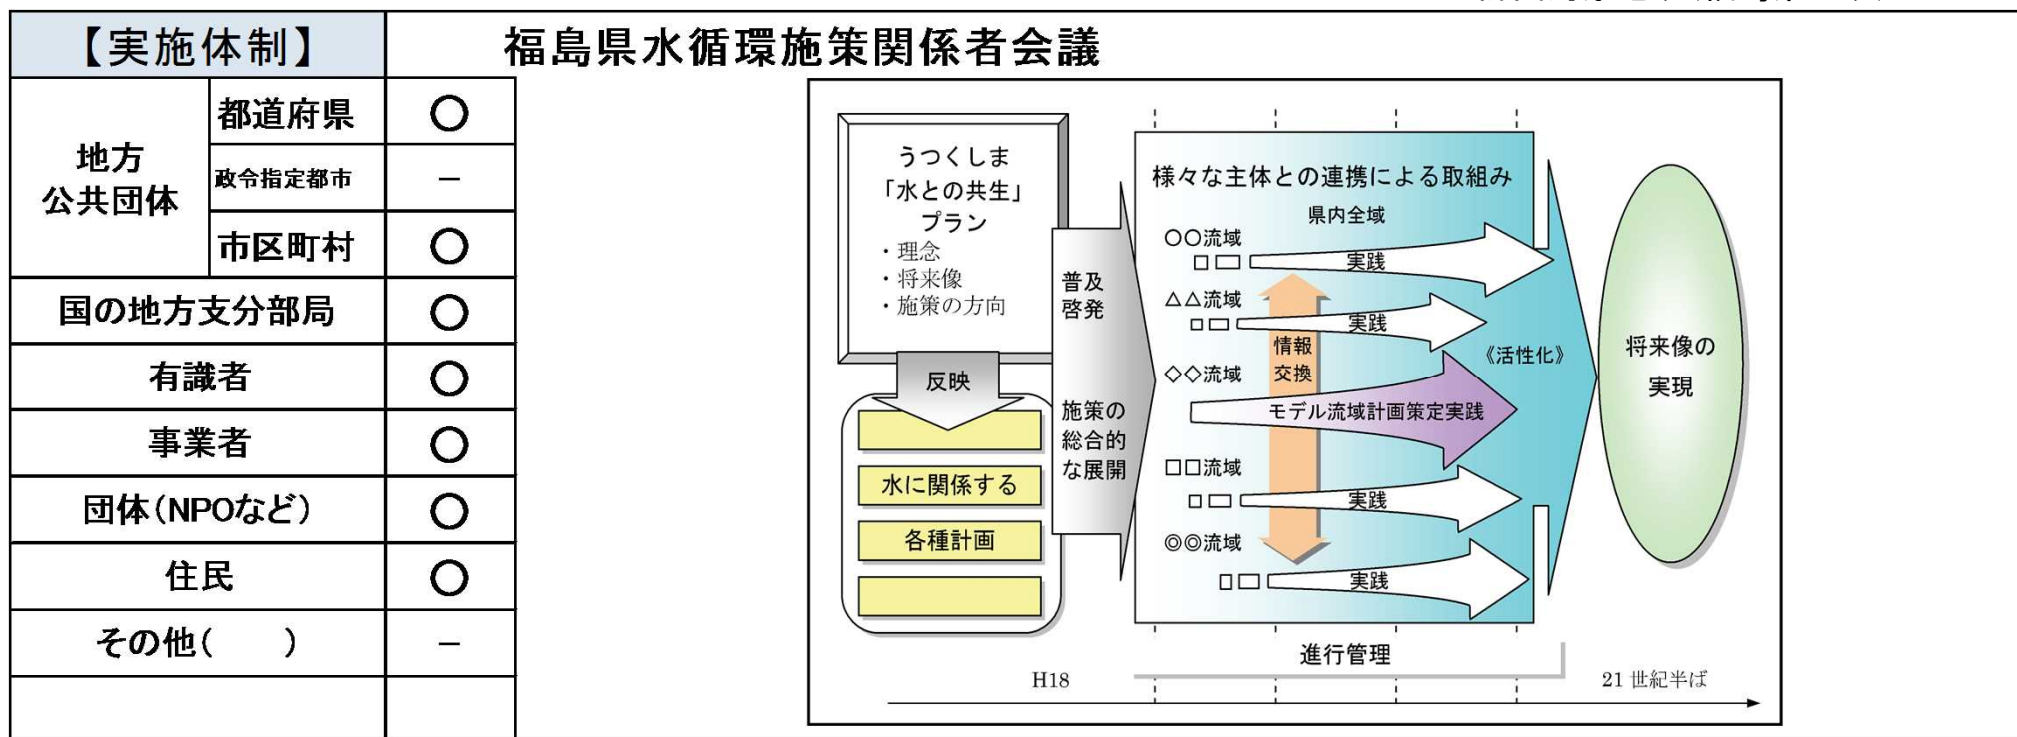 【実施体制】 福島県水循環施策関係者会議
地方
公共団体
都道府県 ○
政令指定都市 －
市区町村 ○
国の地方支分部局 ○
有識者 ○
事業者 ○
団体（NPOなど） ○
住民 ○
その他（　　） －
うつくしま
「水との共生」
プラン
・理念
・将来像
・施策の方向
反映
水に関係する
各種計画
普及
啓発
施策の
総合的
な展開
様々な主体との連携による取組み
県内全域
○○流域
実践
△△流域
実践
情報
交換
◇◇流域
モデル流域計画策定実践
□□流域
実践
◎◎流域
実践
《活性化》
将来像の
実現
進行管理
H18
21 世紀半ば